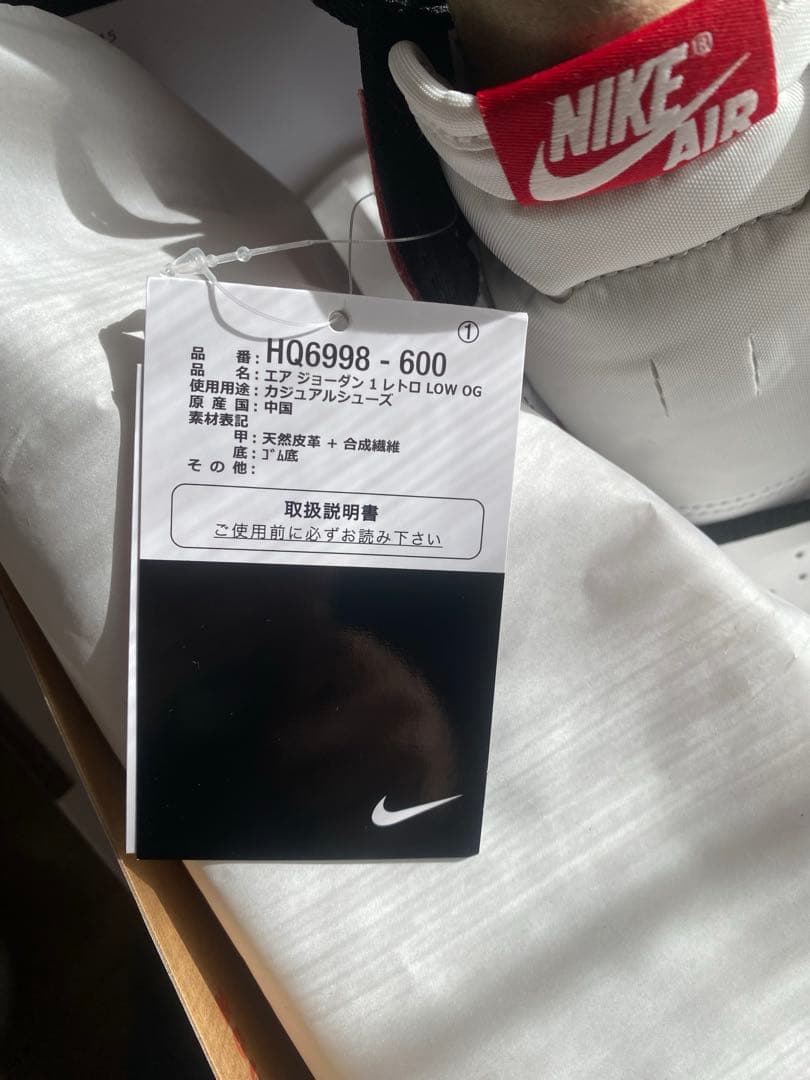 NIKE®
AIR
①
品 番 : HQ6998 - 600
品 名 : エア ジョーダン 1 レトロ LOW OG
使用用途 : カジュアルシューズ
原 産 国 : 中国
素材表記
甲 : 天然皮革 + 合成繊維
底 : ゴム底
そ の 他 :
取扱説明書
ご使用前に必ずお読み下さい